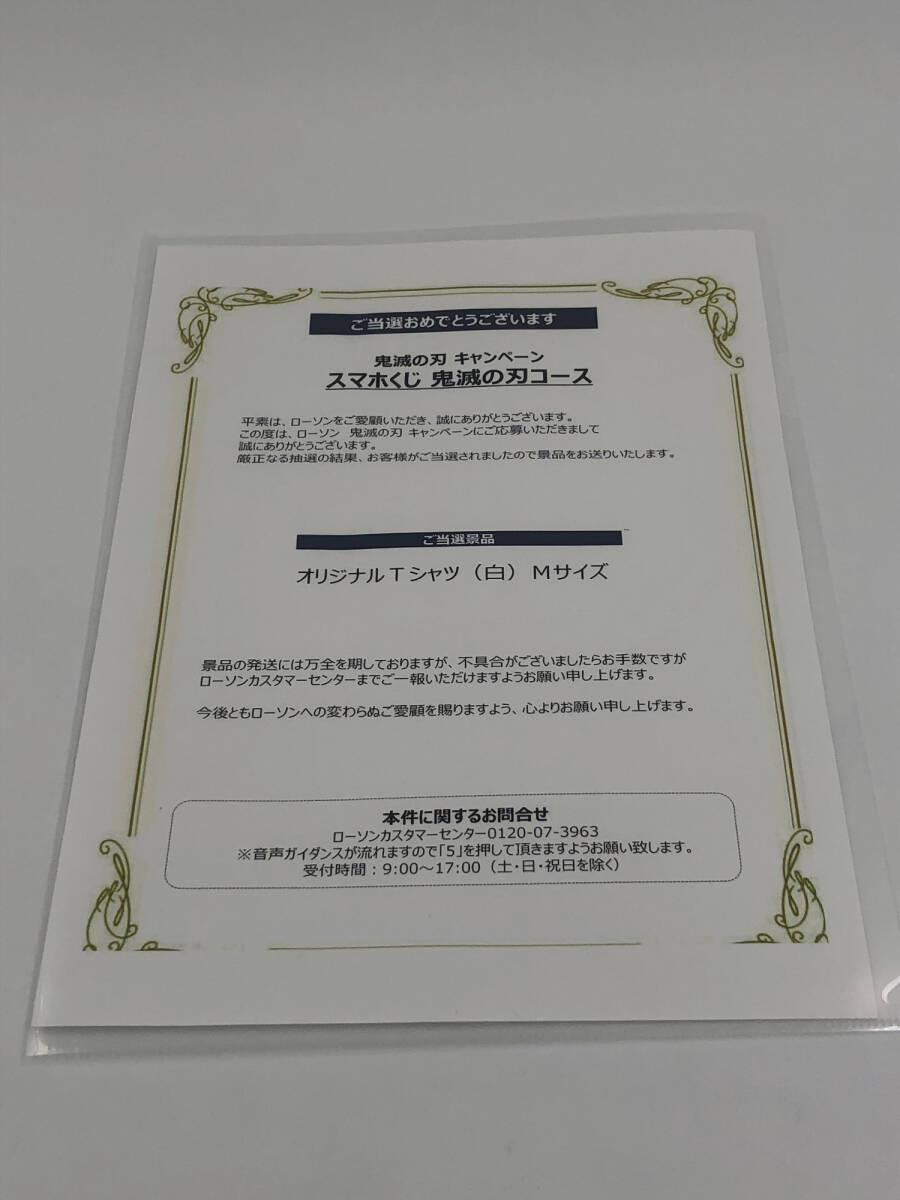 ご当選おめでとうございます
鬼滅の刃 キャンペーン
スマホくじ 鬼滅の刃コース
平素は、ローソンをご愛顧いただき、誠にありがとうございます。
この度は、ローソン 鬼滅の刃 キャンペーンにご応募いただきまして
誠にありがとうございます。
厳正なる抽選の結果、お客様がご当選されましたので景品をお送りいたします。
ご当選景品
オリジナルTシャツ（白）Mサイズ
景品の発送には万全を期しておりますが、不具合がございましたらお手数ですが
ローソンカスタマーセンターまでご一報いただけますようお願い申し上げます。
今後ともローソンへの変わらぬご愛顧を賜りますよう、心よりお願い申し上げます。
本件に関するお問合せ
ローソンカスタマーセンター0120-07-3963
※音声ガイダンスが流れますので「5」を押して頂きますようお願い致します。
受付時間：9:00～17:00（土・日・祝日を除く）